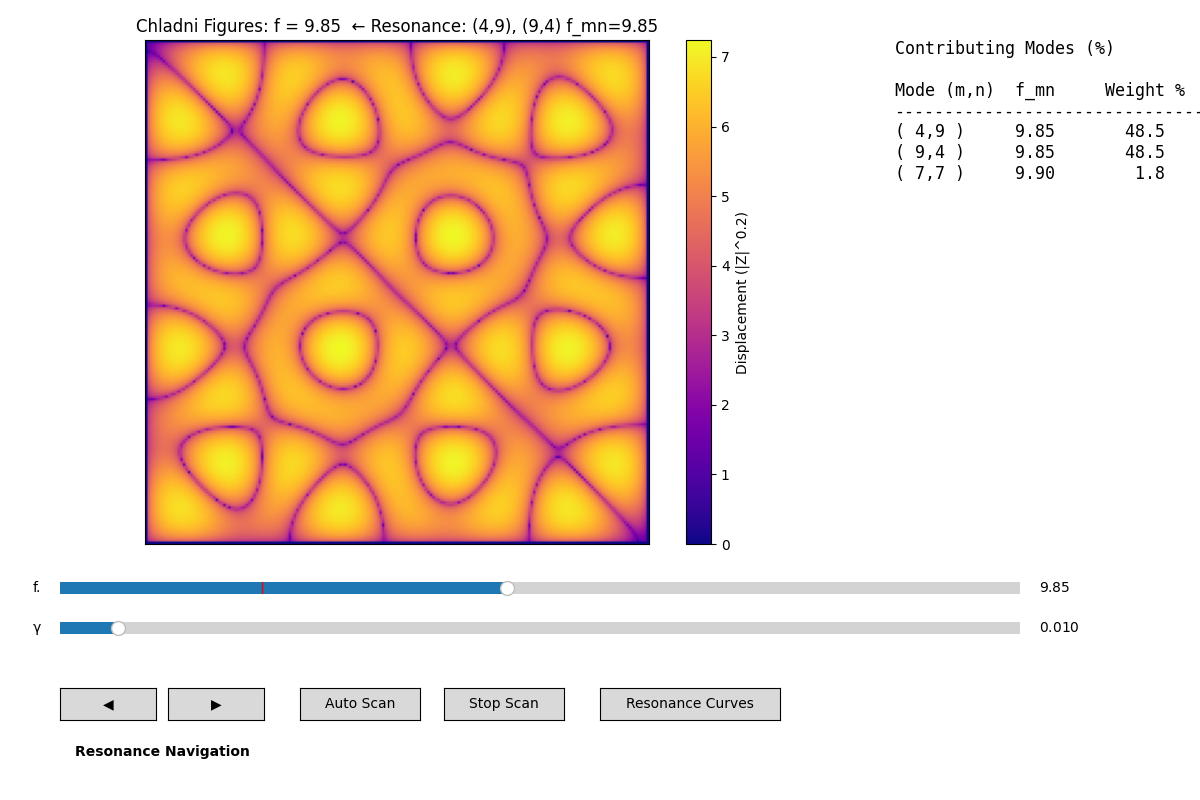 Chladni Figures: f = 9.85 ← Resonance: (4,9), (9,4) f_mn=9.85
7
6
5
4
3
2
1
0
Displacement (|Z|^0.2)
Contributing Modes (%)
Mode (m,n) f_mn Weight %
------------------------------
( 4,9 ) 9.85 48.5
( 9,4 ) 9.85 48.5
( 7,7 ) 9.90 1.8
f. 9.85
γ 0.010
◀ ▶ Auto Scan Stop Scan Resonance Curves
Resonance Navigation